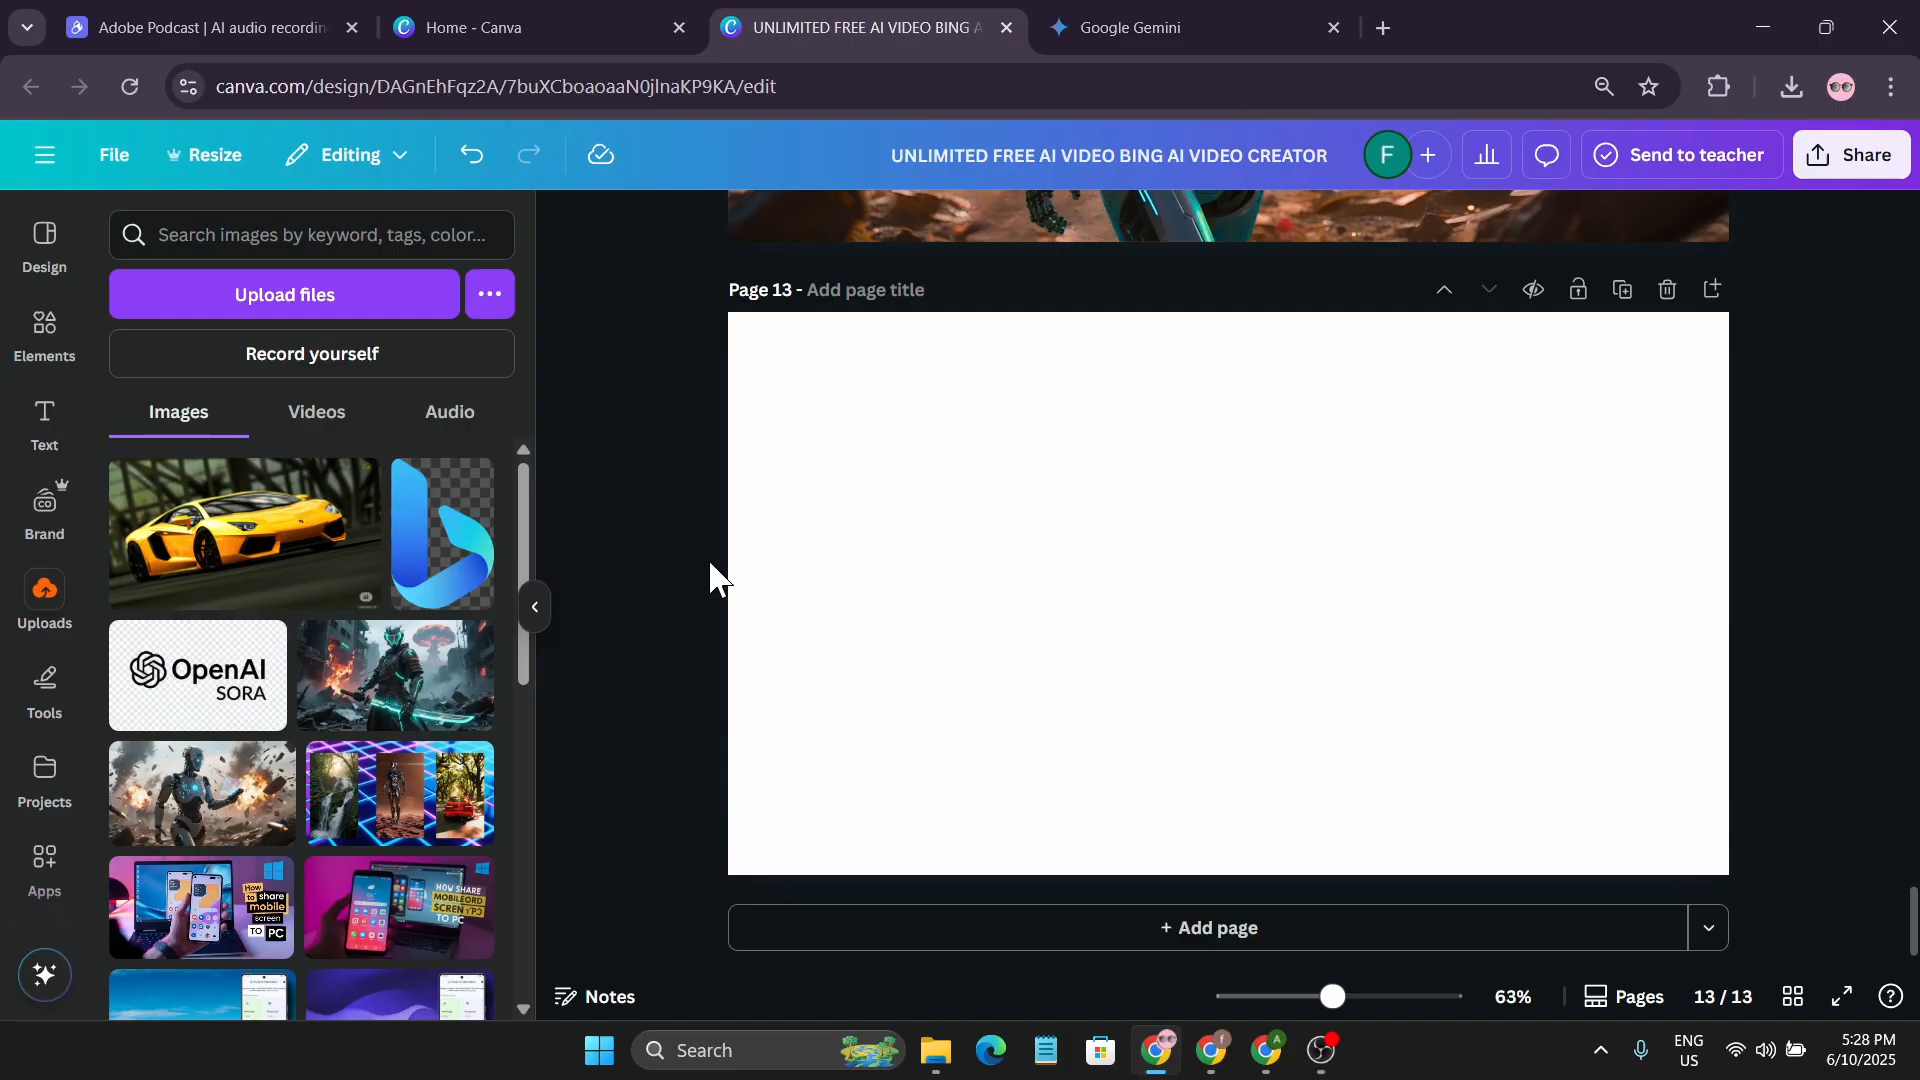 Adobe Podcast | AI audio recordin
Home - Canva
UNLIMITED FREE AI VIDEO BING A
Google Gemini
canva.com/design/DAGnEhFqz2A/7buXCboaoaaN0jlnaKP9KA/edit
File
Resize
Editing
UNLIMITED FREE AI VIDEO BING AI VIDEO CREATOR
F
Send to teacher
Share
Design
Elements
Text
Brand
Uploads
Tools
Projects
Apps
Search images by keyword, tags, color...
Upload files
Record yourself
Images
Videos
Audio
OpenAI
SORA
How to share
mobile
screen
TO PC
HOW SHARE
TO PC
Page 13 - Add page title
+ Add page
Notes
63%
Pages
13 / 13
Search
ENG
US
5:28 PM
6/10/2025